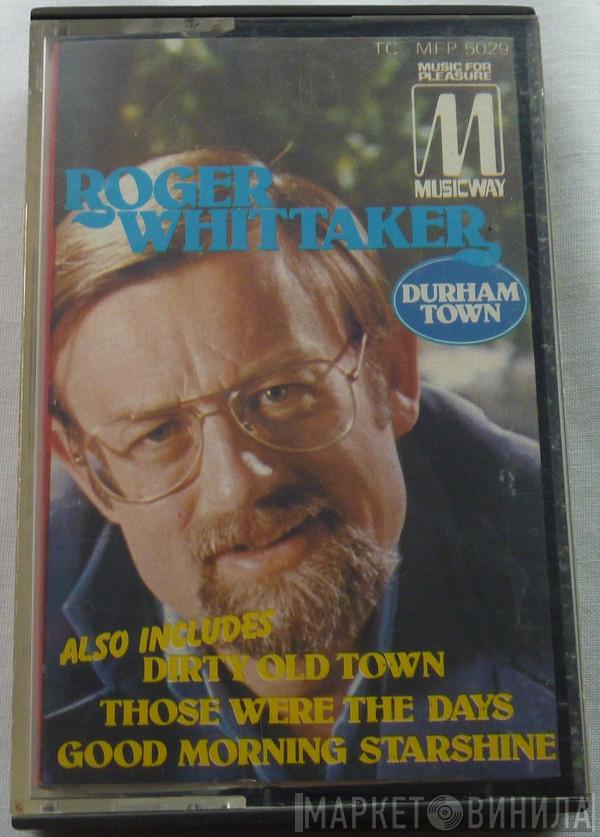 TC MFP 5029
MUSIC FOR
PLEASURE
MUSICWAY
ROGER
WHITTAKER
DURHAM
TOWN
ALSO INCLUDES
DIRTY OLD TOWN
THOSE WERE THE DAYS
GOOD MORNING STARSHINE
МАРКЕТ ВИНИЛА